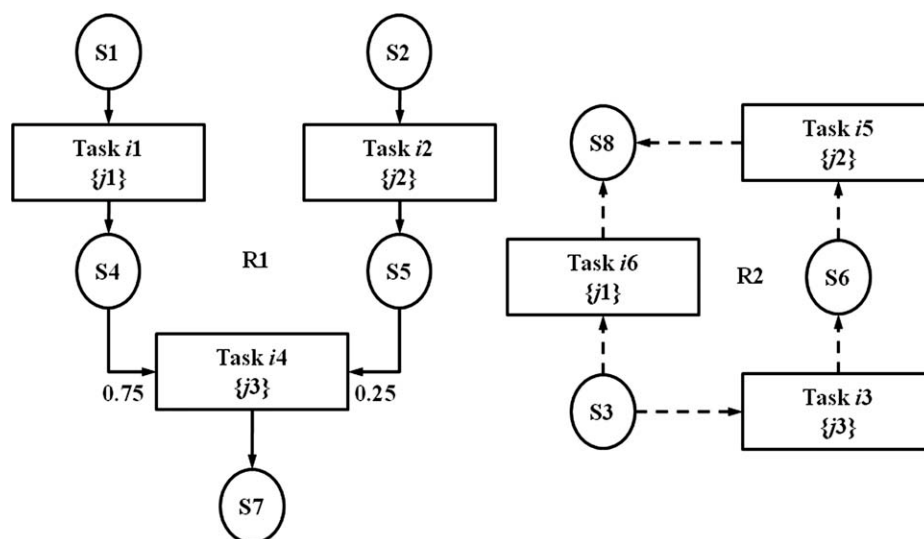 S1
S2
Task i1
{j1}
Task i2
{j2}
S4
R1
S5
0.75
Task i4
{j3}
0.25
S7
S8
Task i5
{j2}
Task i6
{j1}
R2
S6
S3
Task i3
{j3}